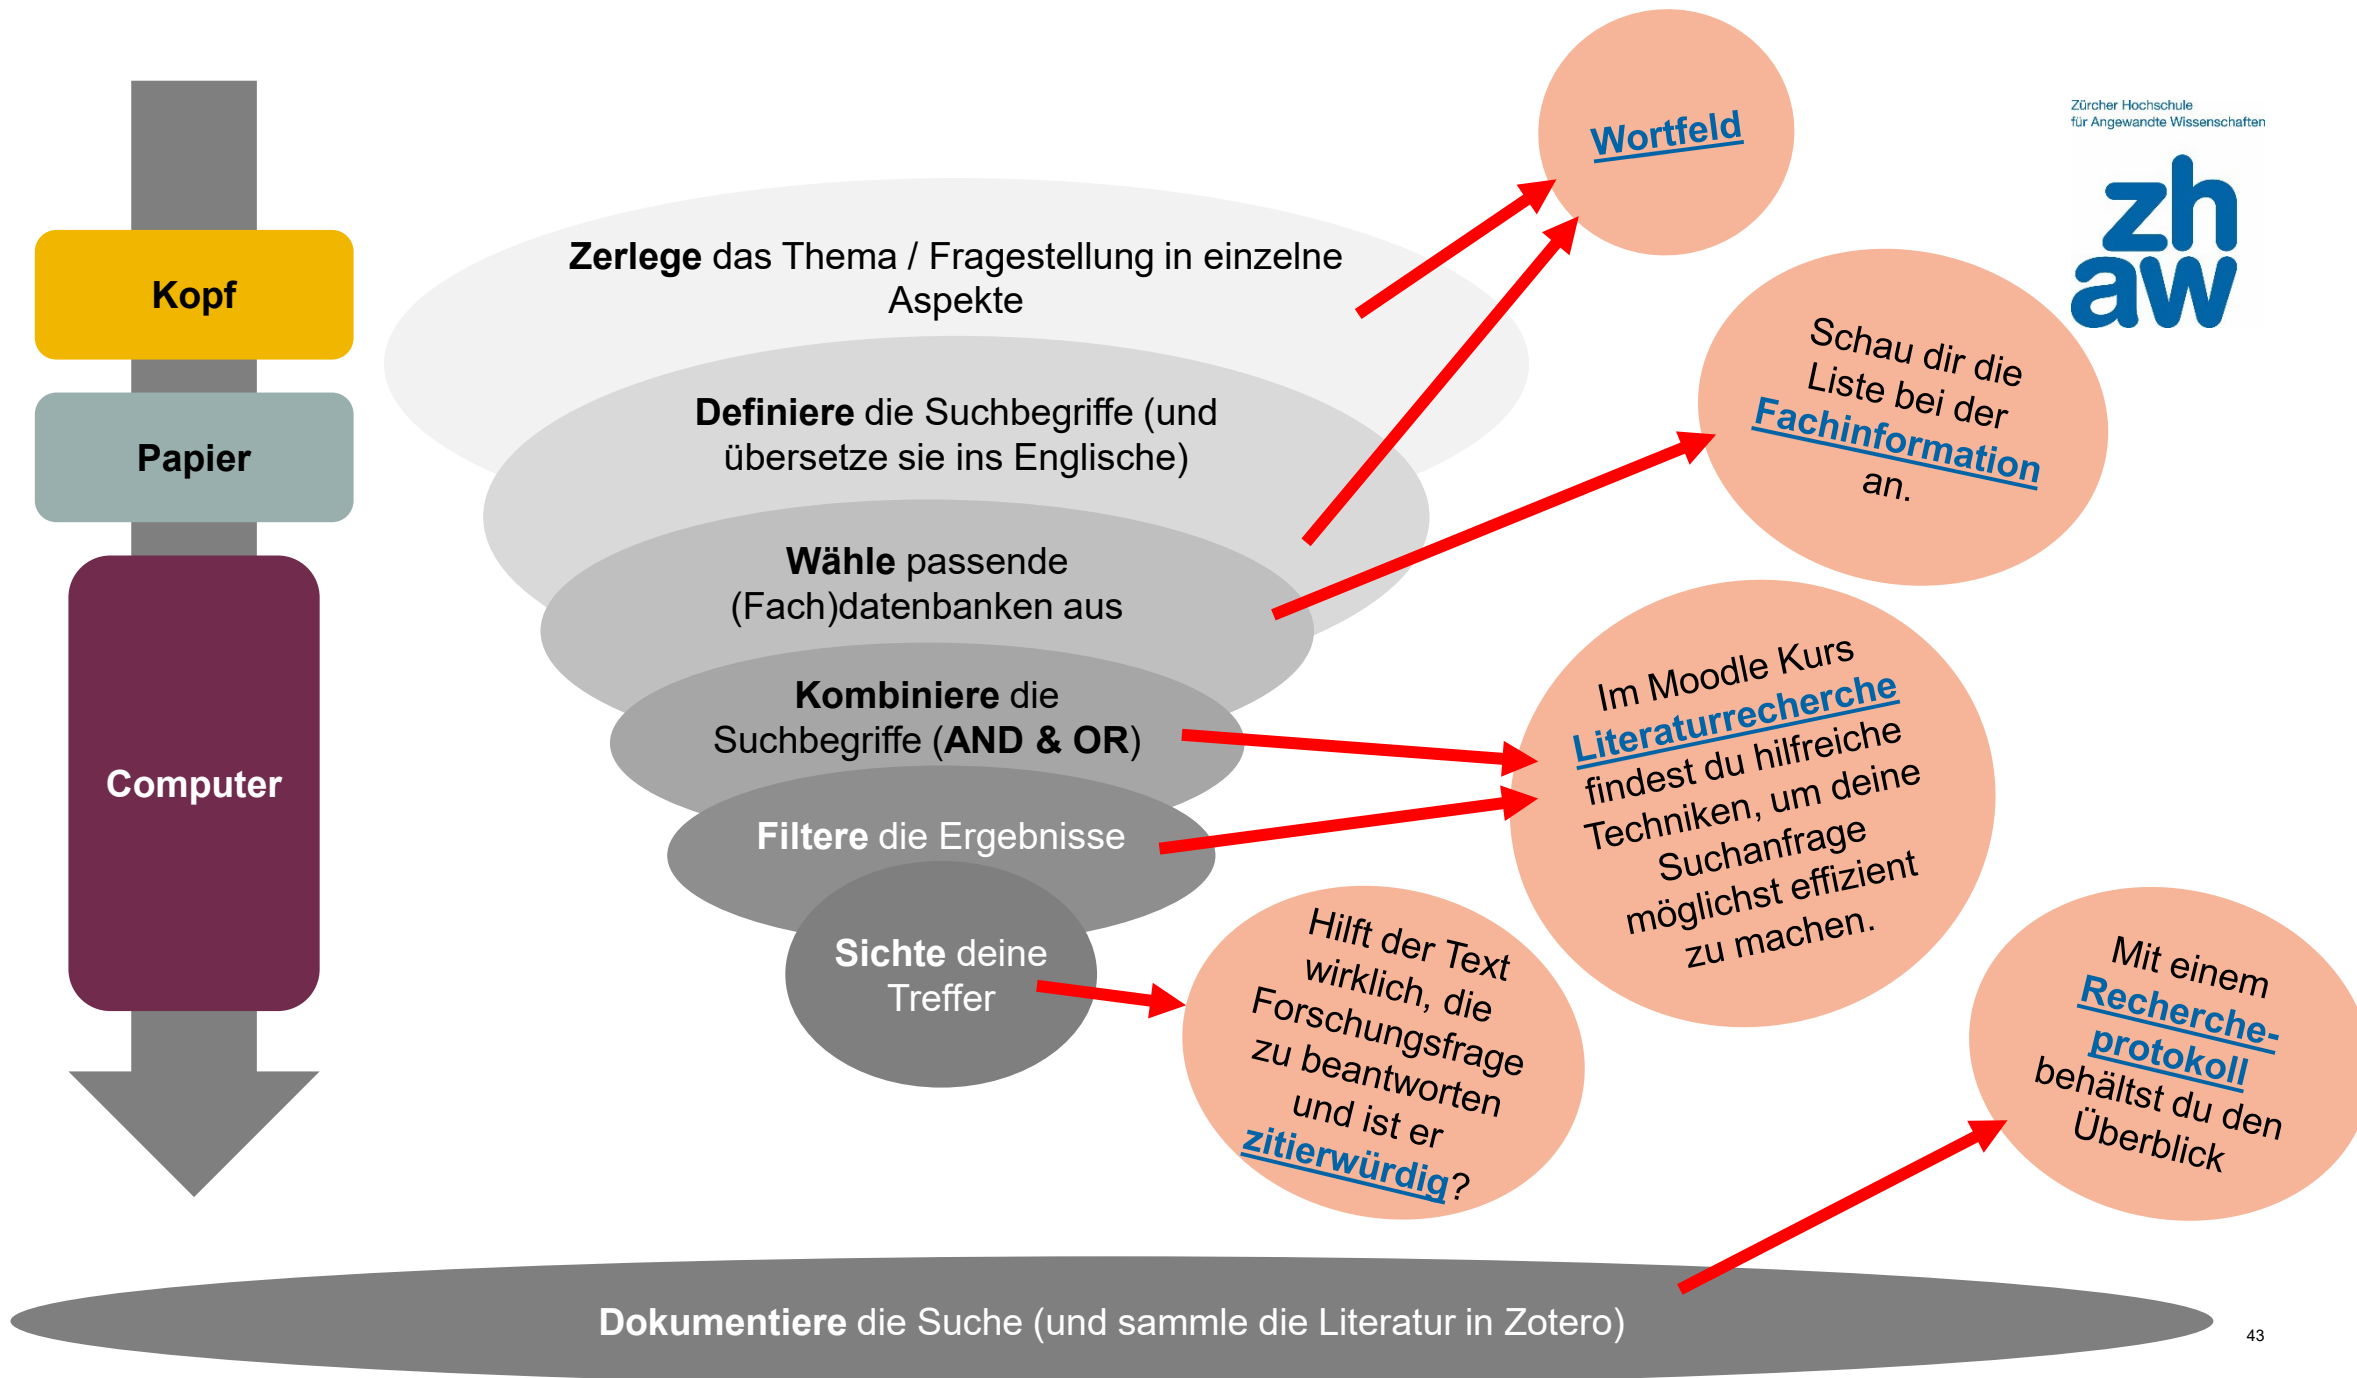 Zürcher Hochschule
für Angewandte Wissenschaften
zh
aw
Kopf
Papier
Computer
Zerlege das Thema / Fragestellung in einzelne
Aspekte
Definiere die Suchbegriffe (und
übersetze sie ins Englische)
Wähle passende
(Fach)datenbanken aus
Kombiniere die
Suchbegriffe (AND & OR)
Filtere die Ergebnisse
Sichte deine
Treffer
Wortfeld
Schau dir die
Liste bei der
Fachinformation
an.
Im Moodle Kurs
Literaturrecherche
findest du hilfreiche
Techniken, um deine
Suchanfrage
möglichst effizient
zu machen.
Hilft der Text
wirklich, die
Forschungsfrage
zu beantworten
und ist er
zitierwürdig?
Mit einem
Recherche-
protokoll
behältst du den
Überblick
Dokumentiere die Suche (und sammle die Literatur in Zotero)
43